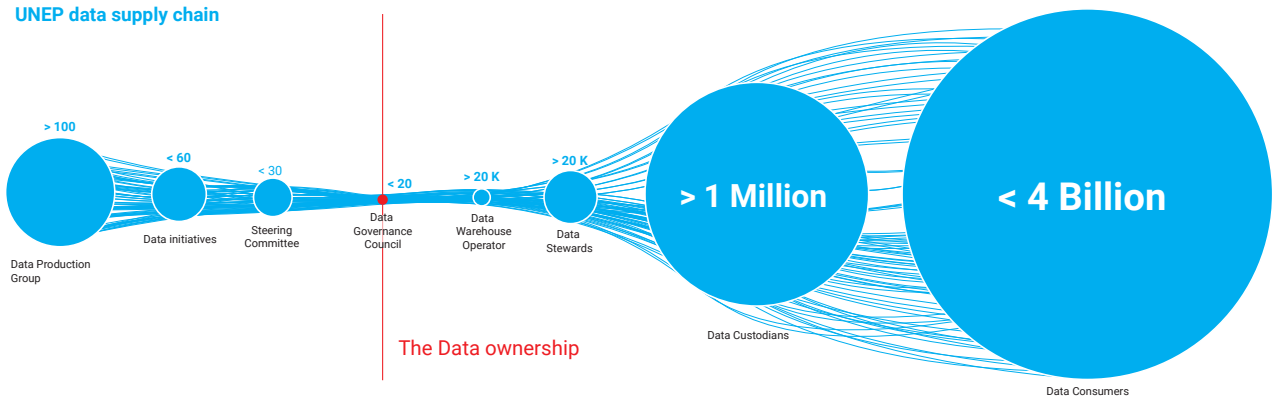 UNEP data supply chain
> 100
Data Production
Group
< 60
Data initiatives
< 30
Steering
Committee
< 20
Data
Governance
Council
> 20 K
Data
Warehouse
Operator
> 20 K
Data
Stewards
> 1 Million
Data Custodians
< 4 Billion
Data Consumers
The Data ownership